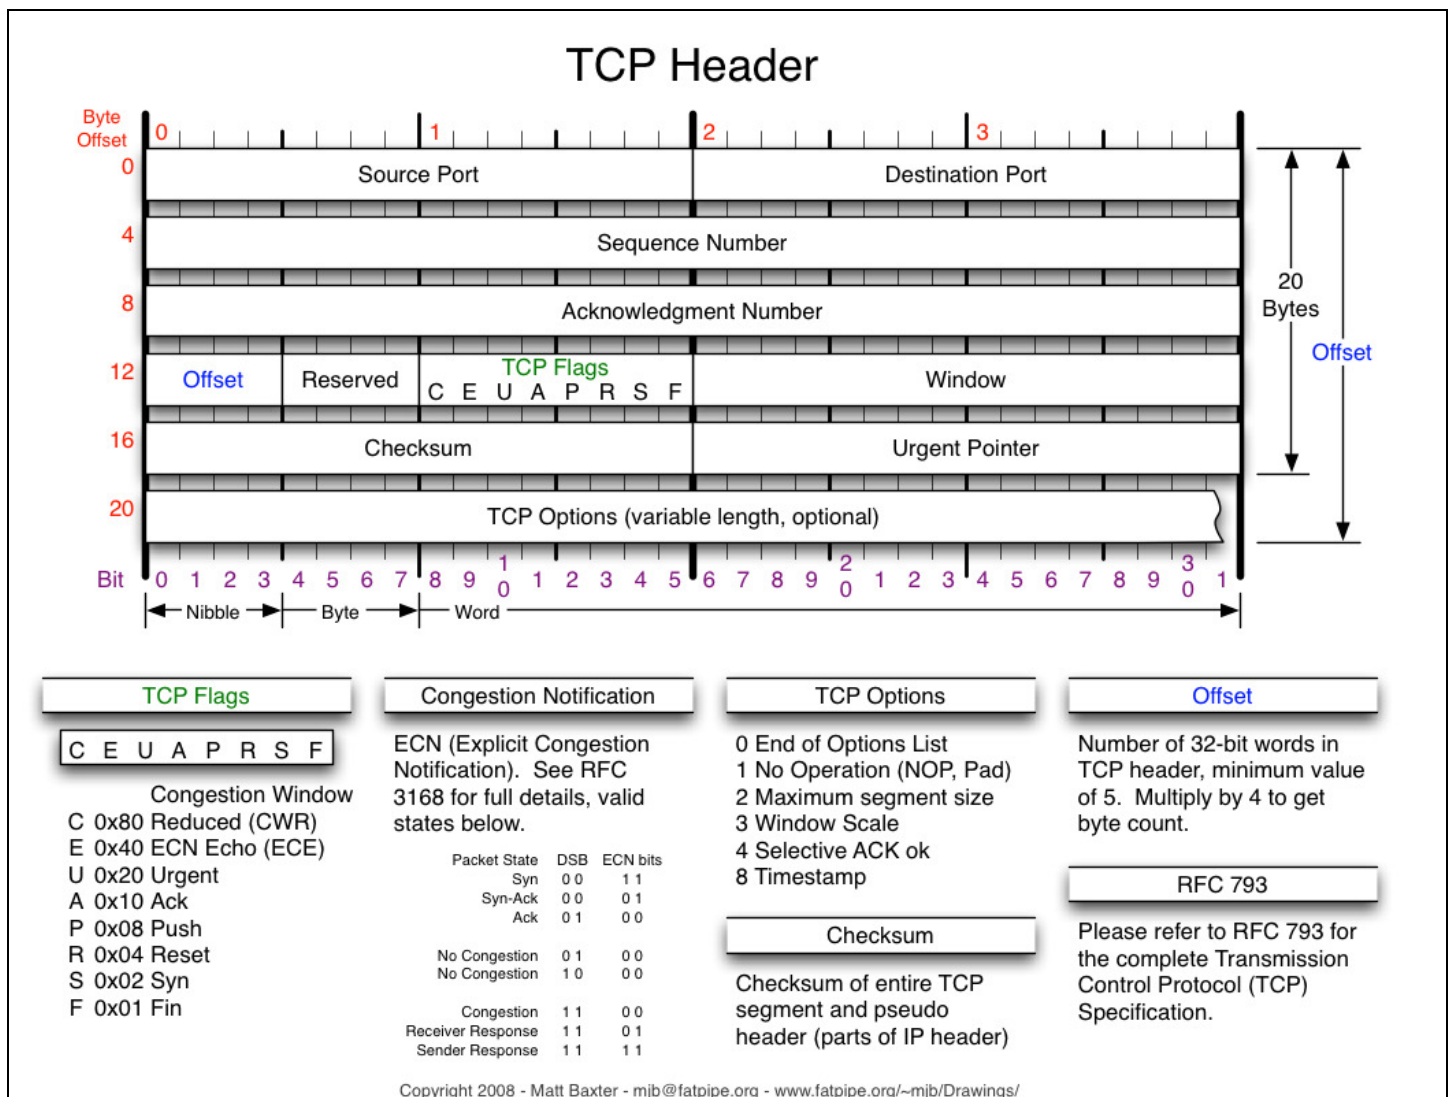 TCP Header
Byte
Offset
0 1 2 3
0 Source Port Destination Port
4 Sequence Number
8 Acknowledgment Number
20
Bytes
Offset
12 Offset Reserved TCP Flags Window
C E U A P R S F
16 Checksum Urgent Pointer
20 TCP Options (variable length, optional)
Bit 0 1 2 3 4 5 6 7 8 9 10 1 2 3 4 5 6 7 8 9 20 1 2 3 4 5 6 7 8 9 30 1
Nibble Byte Word
TCP Flags
C E U A P R S F
Congestion Window
C 0x80 Reduced (CWR)
E 0x40 ECN Echo (ECE)
U 0x20 Urgent
A 0x10 Ack
P 0x08 Push
R 0x04 Reset
S 0x02 Syn
F 0x01 Fin
Congestion Notification
ECN (Explicit Congestion
Notification).  See RFC
3168 for full details, valid
states below.
Packet State DSB ECN bits
Syn 0 0 1 1
Syn-Ack 0 0 0 1
Ack 0 1 0 0
No Congestion 0 1 0 0
No Congestion 1 0 0 0
Congestion 1 1 0 0
Receiver Response 1 1 0 1
Sender Response 1 1 1 1
TCP Options
0 End of Options List
1 No Operation (NOP, Pad)
2 Maximum segment size
3 Window Scale
4 Selective ACK ok
8 Timestamp
Checksum
Checksum of entire TCP
segment and pseudo
header (parts of IP header)
Offset
Number of 32-bit words in
TCP header, minimum value
of 5.  Multiply by 4 to get
byte count.
RFC 793
Please refer to RFC 793 for
the complete Transmission
Control Protocol (TCP)
Specification.
Copyright 2008 - Matt Baxter - mjb@fatpipe.org - www.fatpipe.org/~mjb/Drawings/